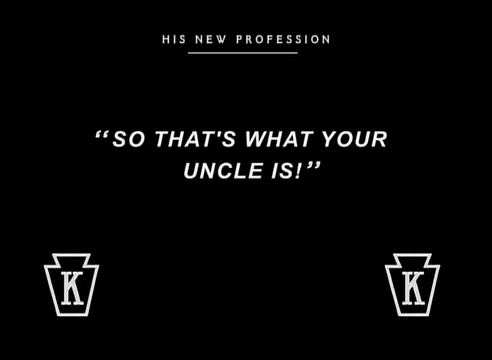 HIS NEW PROFESSION
“SO THAT'S WHAT YOUR
UNCLE IS!”
K K